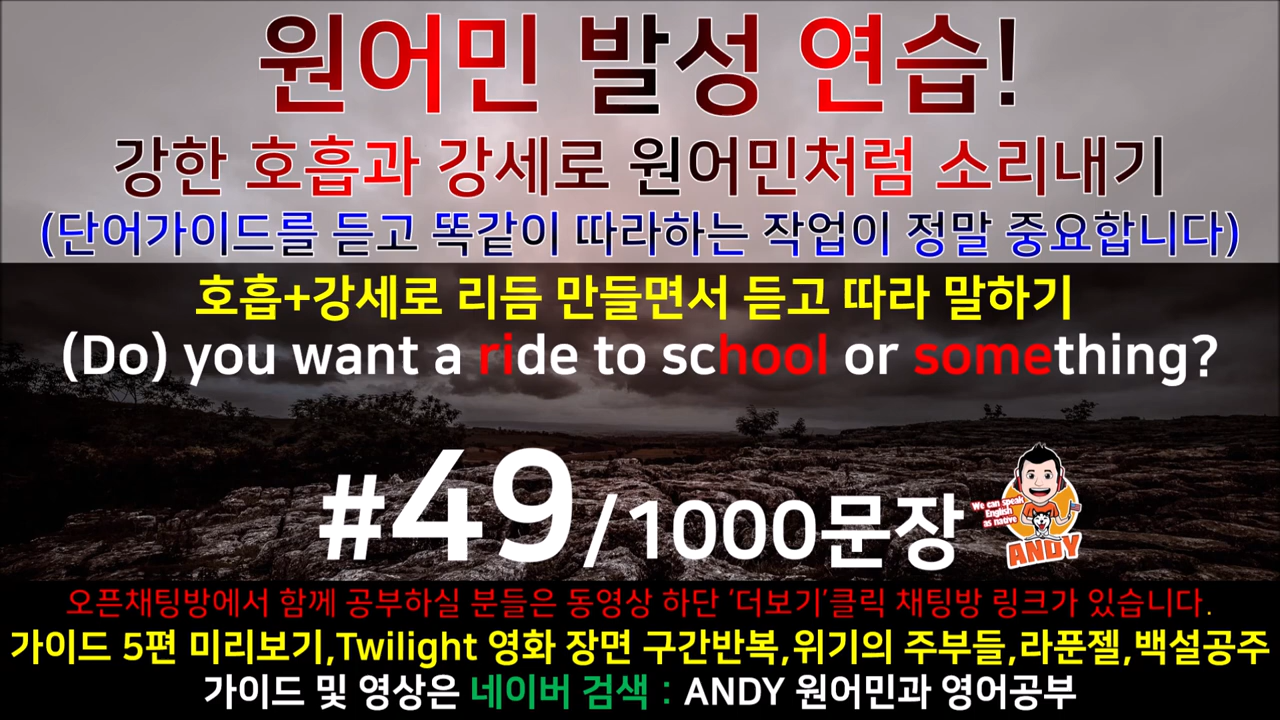 원어민 발성 연습!
강한 호흡과 강세로 원어민처럼 소리내기
(단어가이드를 듣고 똑같이 따라하는 작업이 정말 중요합니다)
호흡+강세로 리듬 만들면서 듣고 따라 말하기
(Do) you want a ride to school or something?
#49/1000문장
We can speak
English
as native
ANDY
오픈채팅방에서 함께 공부하실 분들은 동영상 하단 '더보기'클릭 채팅방 링크가 있습니다.
가이드 5편 미리보기,Twilight 영화 장면 구간반복,위기의 주부들,라푼젤,백설공주
가이드 및 영상은 네이버 검색 : ANDY 원어민과 영어공부